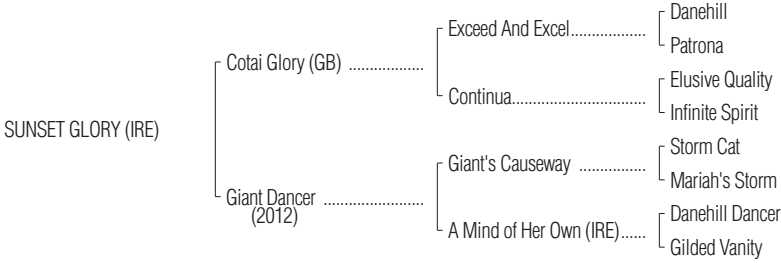 Danehill
Exceed And Excel..................
Patrona
Cotai Glory (GB) ..................
Elusive Quality
Continua................................
Infinite Spirit
SUNSET GLORY (IRE)
Storm Cat
Giant's Causeway ................
Mariah's Storm
Giant Dancer ........................
(2012)
Danehill Dancer
A Mind of Her Own (IRE)......
Gilded Vanity